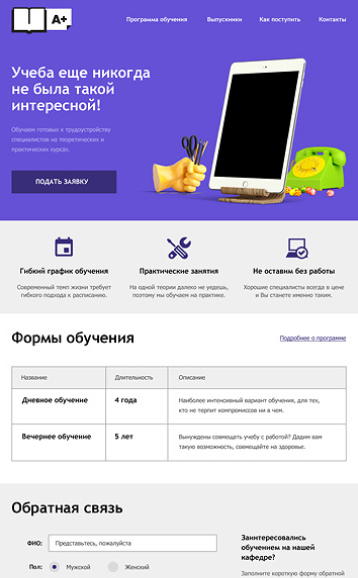 A+
Программа обучения Выпускники Как поступить Контакты
Учеба еще никогда
не была такой
интересной!
Обучаем готовых к трудоустройству
специалистов на теоретических и
практических курсах.
ПОДАТЬ ЗАЯВКУ
Гибкий график обучения
Современный темп жизни требует
гибкого подхода к расписанию.
Практические занятия
На одной теории далеко не уедешь,
поэтому мы обучаем на практике.
Не оставим без работы
Хорошие специалисты всегда в цене
и Вы станете именно таким.
Формы обучения
Подробнее о программе
Название Длительность Описание
Дневное обучение 4 года Наиболее интенсивный вариант обучения, для тех,
кто не терпит компромиссов ни в чем.
Вечернее обучение 5 лет Вынуждены совмещать учебу с работой? Дадим вам
такую возможность, совмещайте на здоровье.
Обратная связь
ФИО: Представьтесь, пожалуйста
Пол: Мужской Женский
Заинтересовались
обучением на нашей
кафедре?
Заполните короткую форму обратной